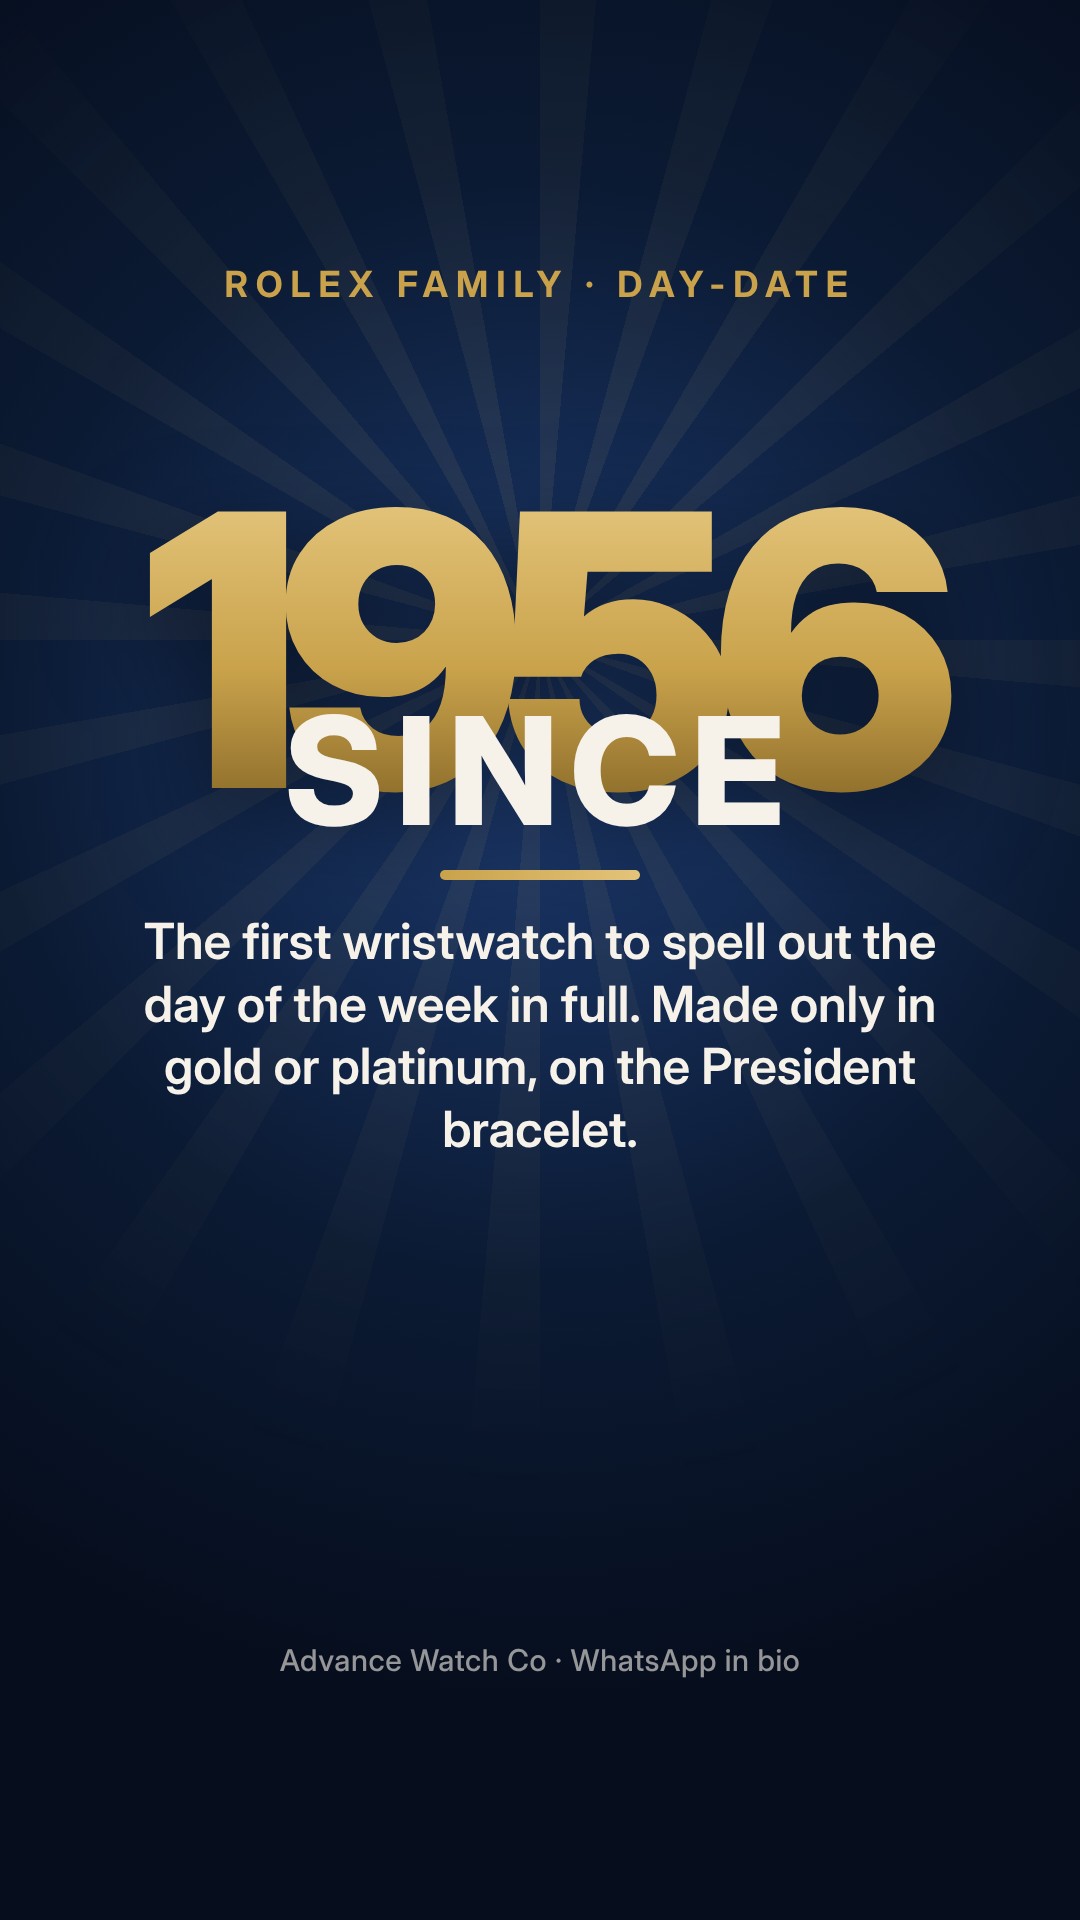 ROLEX FAMILY · DAY-DATE
1956
SINCE
The first wristwatch to spell out the
day of the week in full. Made only in
gold or platinum, on the President
bracelet.
Advance Watch Co · WhatsApp in bio